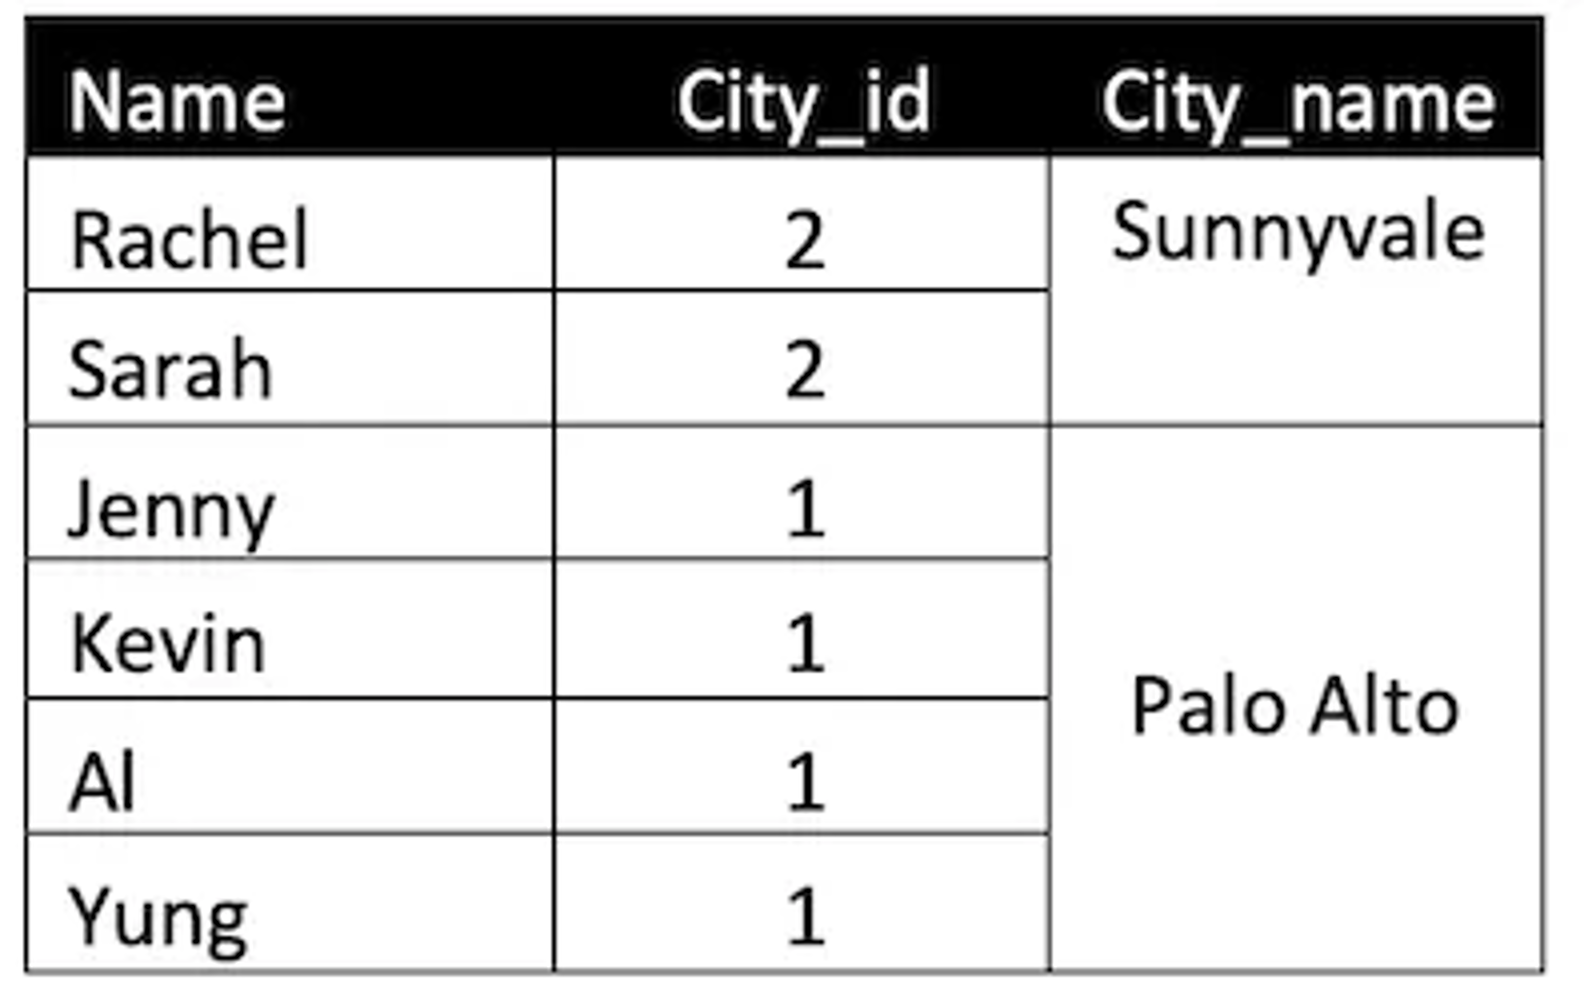 Name City_id City_name
Rachel 2 Sunnyvale
Sarah 2
Jenny 1
Kevin 1
Palo Alto
Al 1
Yung 1